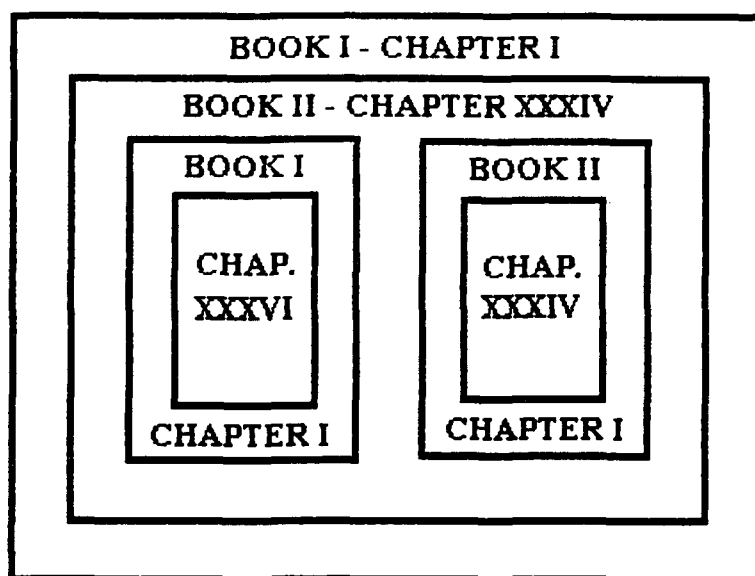 BOOK I - CHAPTER I
BOOK II - CHAPTER XXXIV
BOOK I
CHAP.
XXXVI
CHAPTER I
BOOK II
CHAP.
XXXIV
CHAPTER I